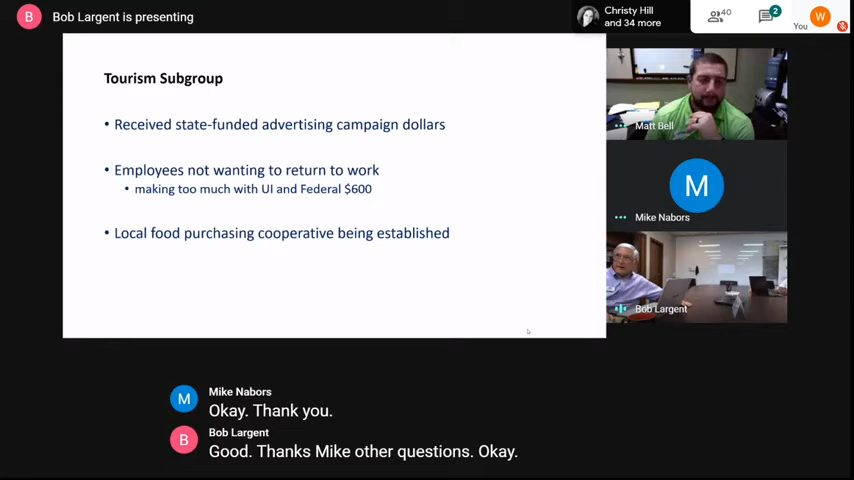 B Bob Largent is presenting
Christy Hill
and 34 more
40
2
You
W
Tourism Subgroup
• Received state-funded advertising campaign dollars
• Employees not wanting to return to work
• making too much with UI and Federal $600
• Local food purchasing cooperative being established
Matt Bell
M
Mike Nabors
Bob Largent
M Mike Nabors
Okay. Thank you.
B Bob Largent
Good. Thanks Mike other questions. Okay.